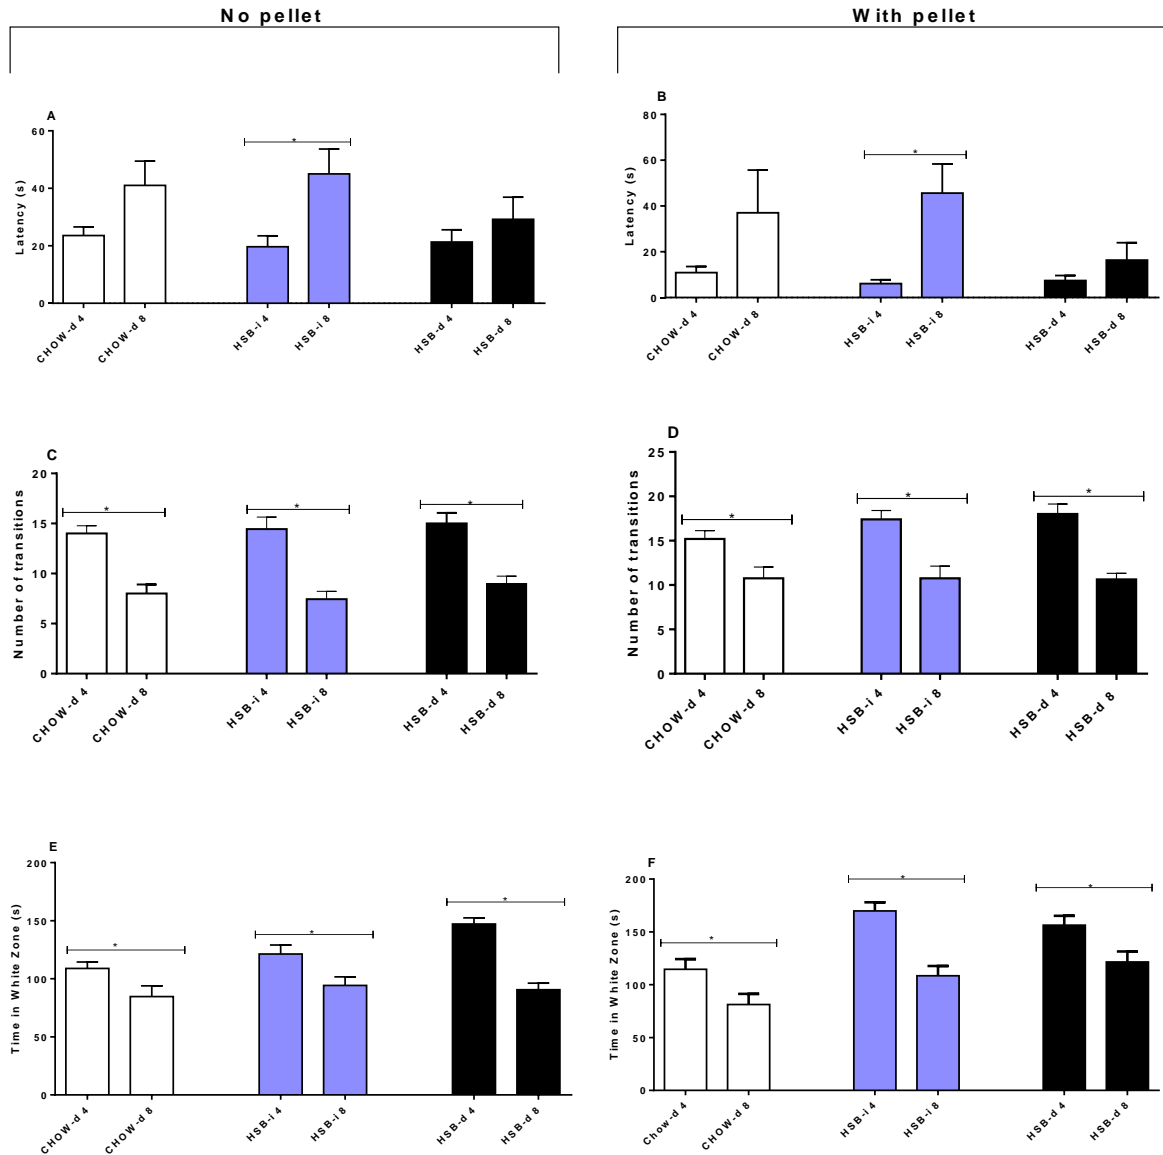 No pellet
With pellet
A
Latency (s)
60
40
20
0
*
CHOW-d 4
CHOW-d 8
HSB-i 4
HSB-i 8
HSB-d 4
HSB-d 8
B
Latency (s)
80
60
40
20
0
*
CHOW-d 4
CHOW-d 8
HSB-i 4
HSB-i 8
HSB-d 4
HSB-d 8
C
Number of transitions
20
15
10
5
0
*
*
*
CHOW-d 4
CHOW-d 8
HSB-i 4
HSB-i 8
HSB-d 4
HSB-d 8
D
Number of transitions
25
20
15
10
5
0
*
*
*
CHOW-d 4
CHOW-d 8
HSB-i 4
HSB-i 8
HSB-d 4
HSB-d 8
E
Time in White Zone (s)
200
150
100
50
0
*
*
*
CHOW-d 4
CHOW-d 8
HSB-i 4
HSB-i 8
HSB-d 4
HSB-d 8
F
Time in White Zone (s)
200
150
100
50
0
*
*
*
Chow-d 4
CHOW-d 8
HSB-i 4
HSB-i 8
HSB-d 4
HSB-d 8